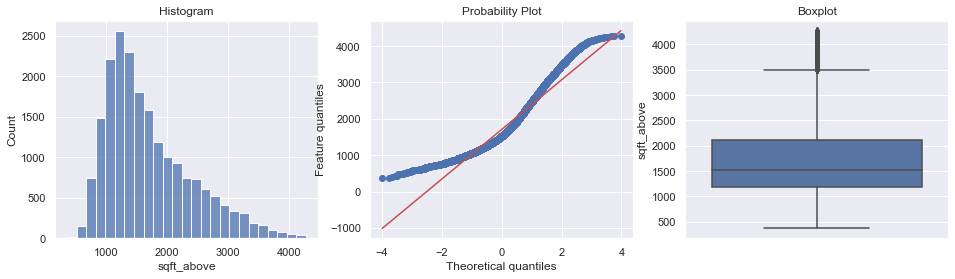 Histogram
Count
2500
2000
1500
1000
500
0
1000 2000 3000 4000
sqft_above
Probability Plot
Feature quantiles
4000
3000
2000
1000
0
−1000
−4 −2 0 2 4
Theoretical quantiles
Boxplot
sqft_above
4000
3500
3000
2500
2000
1500
1000
500